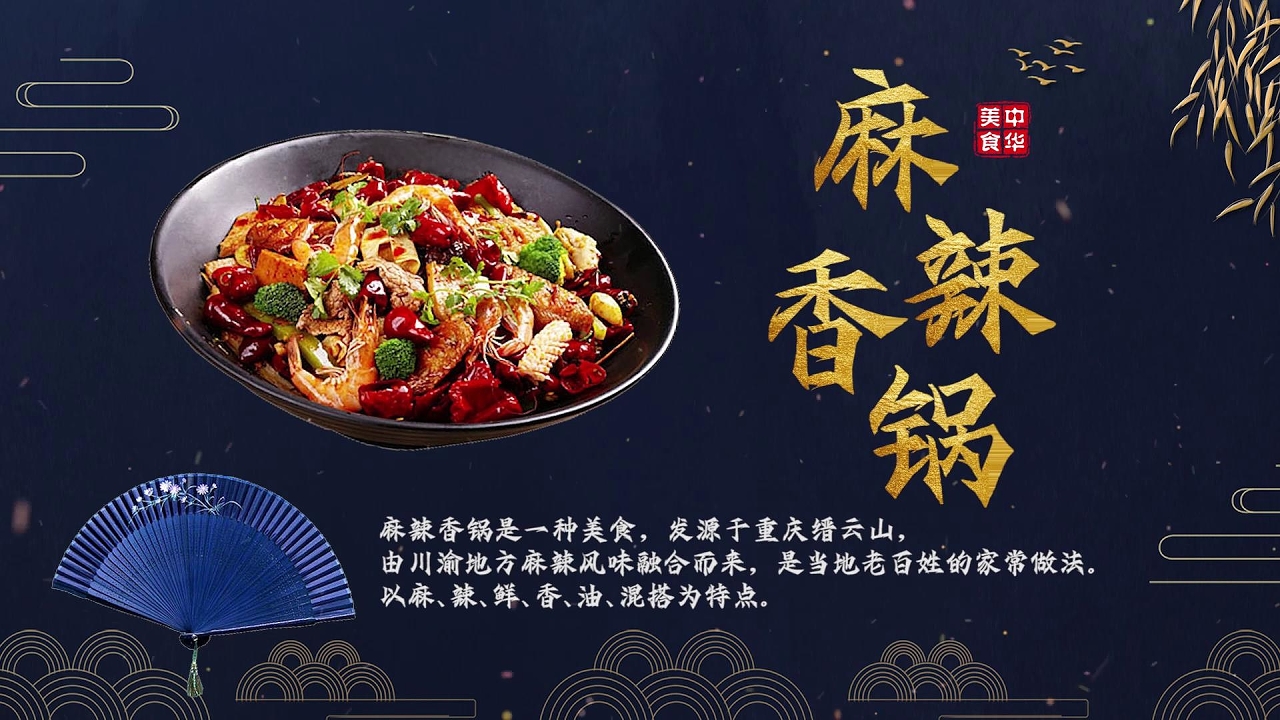 麻辣香锅
中华美食
麻辣香锅是一种美食，发源于重庆缙云山，
由川渝地方麻辣风味融合而来，是当地老百姓的家常做法。
以麻、辣、鲜、香、油、混搭为特点。